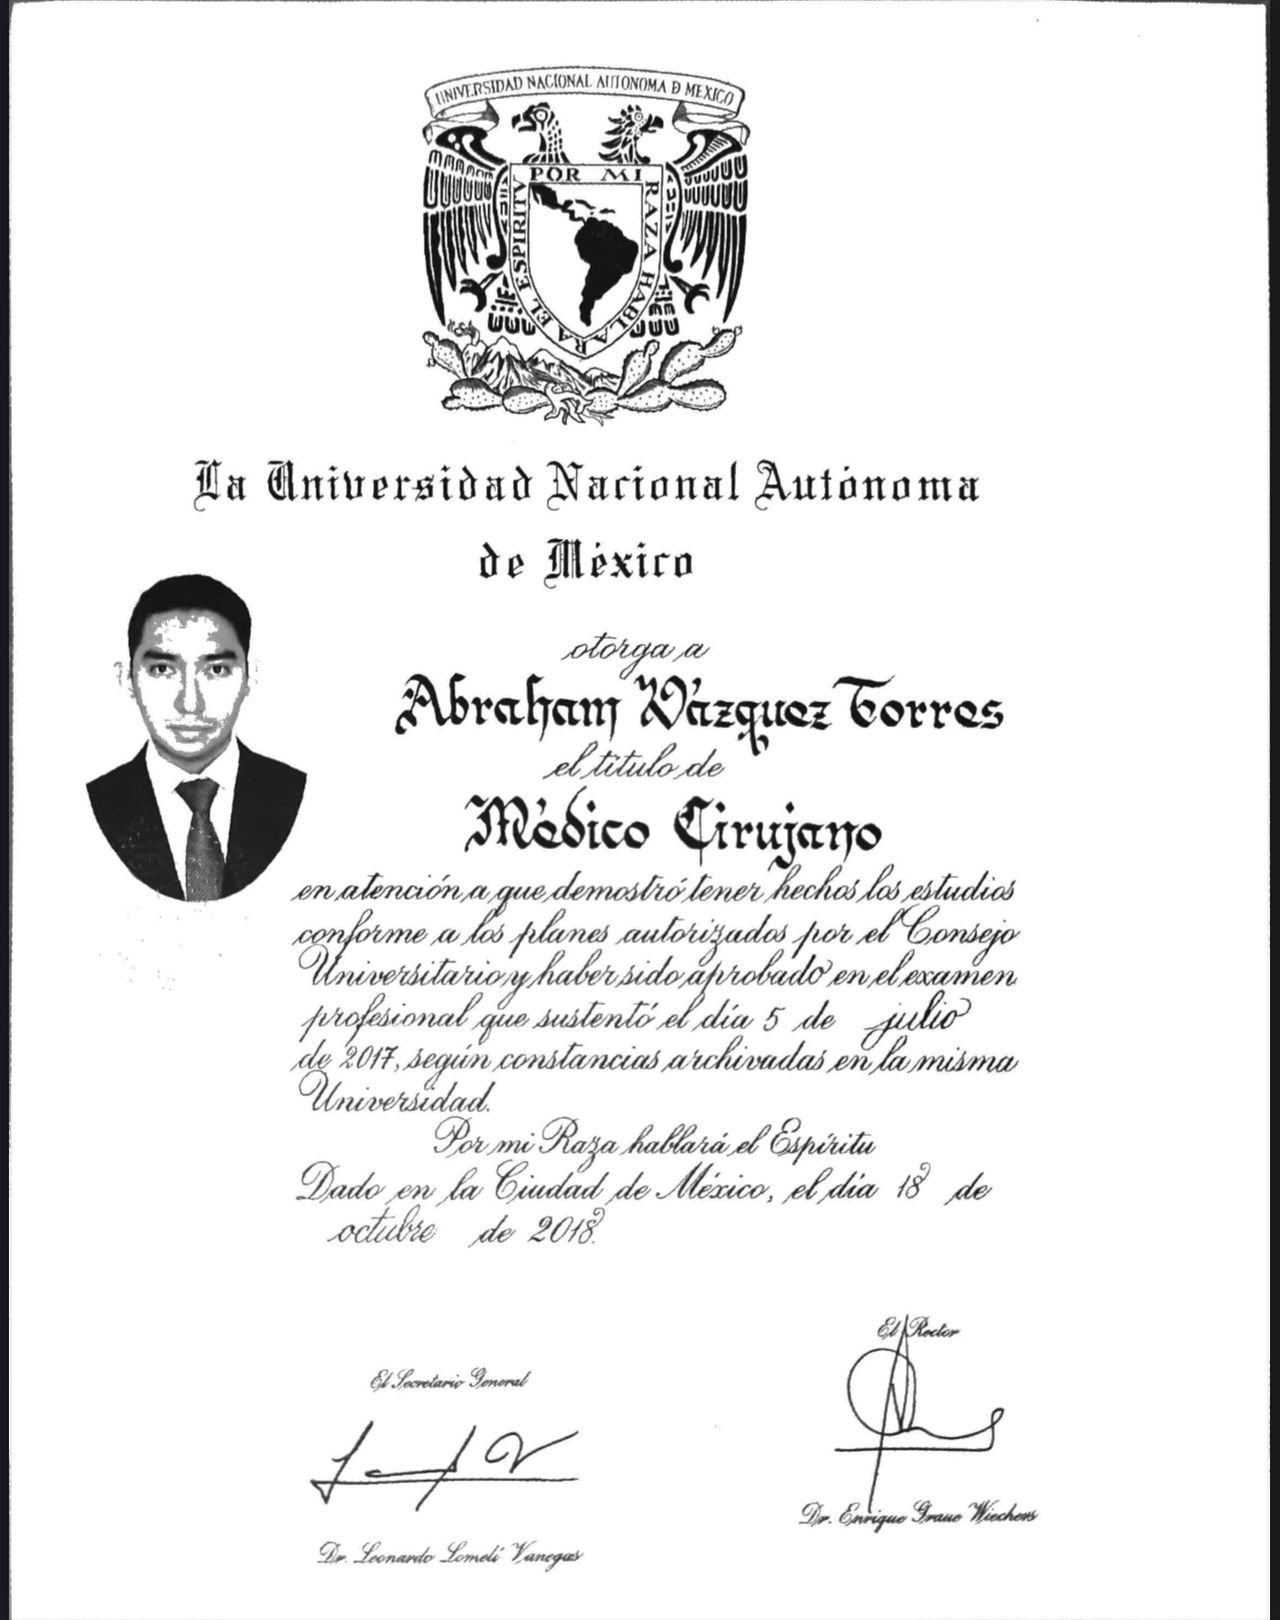 UNIVERSIDAD NACIONAL AUTONOMA D MEXICO
POR MI RAZA HABLARA EL ESPIRITV
La Universidad Nacional Autónoma
de México
otorga a
Abraham Vázquez Torres
el título de
Médico Cirujano
en atención a que demostró tener hechos los estudios
conforme a los planes autorizados por el Consejo
Universitario y haber sido aprobado en el examen
profesional que sustentó el día 5 de julio
de 2017, según constancias archivadas en la misma
Universidad.
Por mi Raza hablará el Espíritu
Dado en la Ciudad de México, el día 18 de
octubre de 2018.
El Rector
El Secretario General
Dr. Enrique Graue Wiechers
Dr. Leonardo Lomelí Vanegas